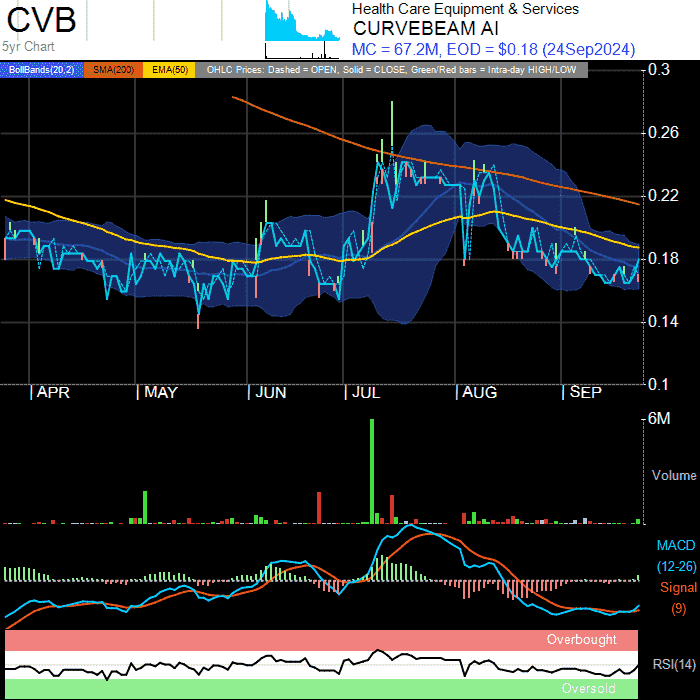 CVB
5yr Chart
Health Care Equipment & Services
CURVEBEAM AI
MC = 67.2M, EOD = $0.18 (24Sep2024)
BollBands(20,2) SMA(200) EMA(50) OHLC Prices: Dashed = OPEN, Solid = CLOSE, Green/Red bars = Intra-day HIGH/LOW
0.3
0.26
0.22
0.18
0.14
0.1
APR MAY JUN JUL AUG SEP
6M
Volume
MACD
(12-26)
Signal
(9)
Overbought
RSI(14)
Oversold